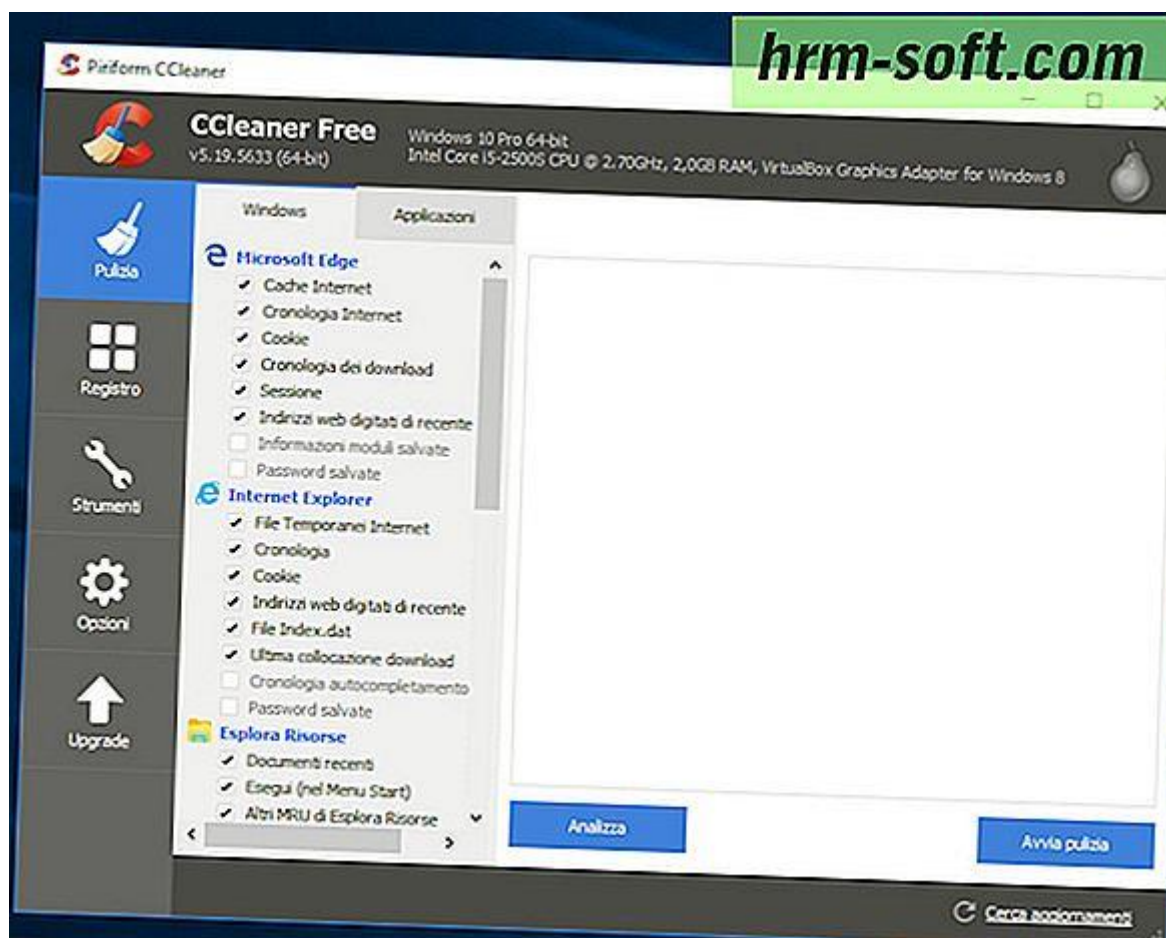 hrm-soft.com
Piriform CCleaner
CCleaner Free
v5.19.5633 (64-bit)
Windows 10 Pro 64-bit
Intel Core i5-2500S CPU @ 2.70GHz, 2,0GB RAM, VirtualBox Graphics Adapter for Windows 8
Pulizia
Registro
Strumenti
Opzioni
Upgrade
Windows
Applicazioni
Microsoft Edge
Cache Internet
Cronologia Internet
Cookie
Cronologia dei download
Sessione
Indirizzi web digitati di recente
Informazioni moduli salvate
Password salvate
Internet Explorer
File Temporanei Internet
Cronologia
Cookie
Indirizzi web digitati di recente
File Index.dat
Ultima collocazione download
Cronologia autocompletamento
Password salvate
Esplora Risorse
Documenti recenti
Esegui (nel Menu Start)
Altri MRU di Esplora Risorse
Analizza
Avvia pulizia
Cerca aggiornamenti